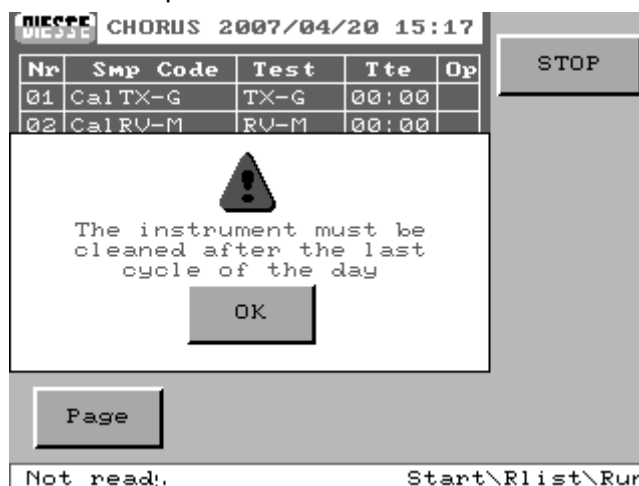 DIESSE CHORUS 2007/04/20 15:17
STOP
Nr Smp Code Test Tte Op
01 CalTX-G TX-G 00:00
02 CalRV-M RV-M 00:00
The instrument must be
cleaned after the last
cycle of the day
OK
Page
Not ready. Start\Rlist\Run